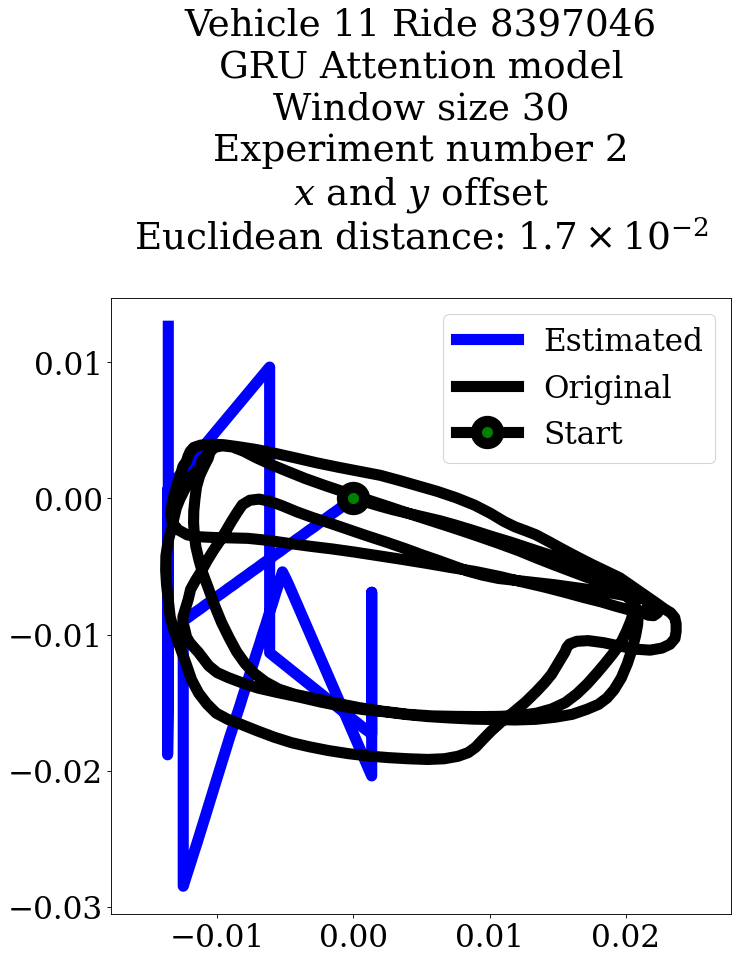 Vehicle 11 Ride 8397046
GRU Attention model
Window size 30
Experiment number 2
x and y offset
Euclidean distance: 1.7 × 10⁻²
Estimated
Original
Start
0.01
0.00
−0.01
−0.02
−0.03
−0.01 0.00 0.01 0.02